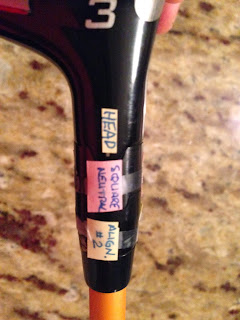 3
HEAD
SQUARE
NEUTRAL
ALIGN.
#2